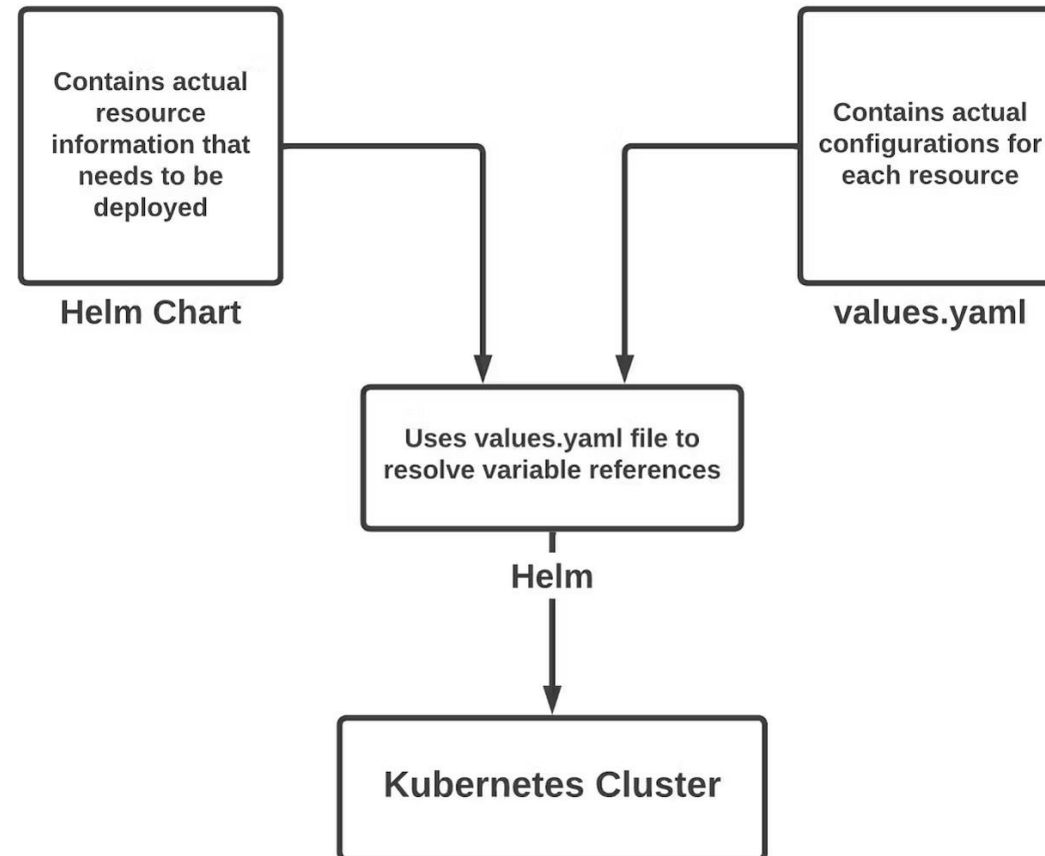 Contains actual
resource
information that
needs to be
deployed
Helm Chart
Contains actual
configurations for
each resource
values.yaml
Uses values.yaml file to
resolve variable references
Helm
Kubernetes Cluster